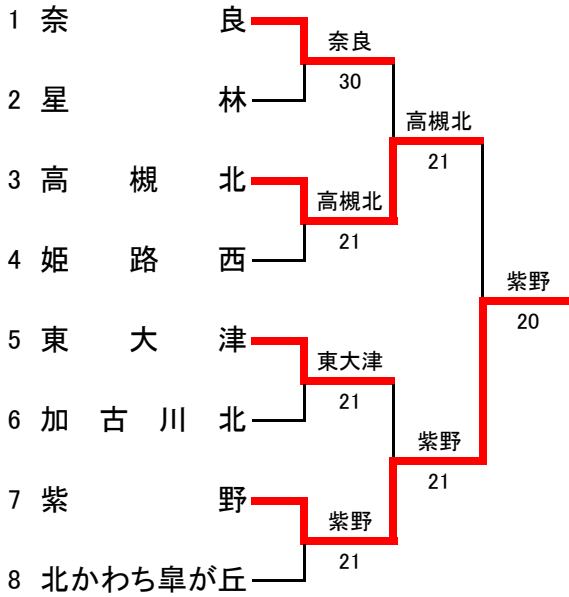 1 奈良
奈良
30
2 星林
高槻北
21
3 高槻北
高槻北
21
4 姫路西
紫野
20
5 東大津
東大津
21
6 加古川北
紫野
21
7 紫野
紫野
21
8 北かわち皐が丘